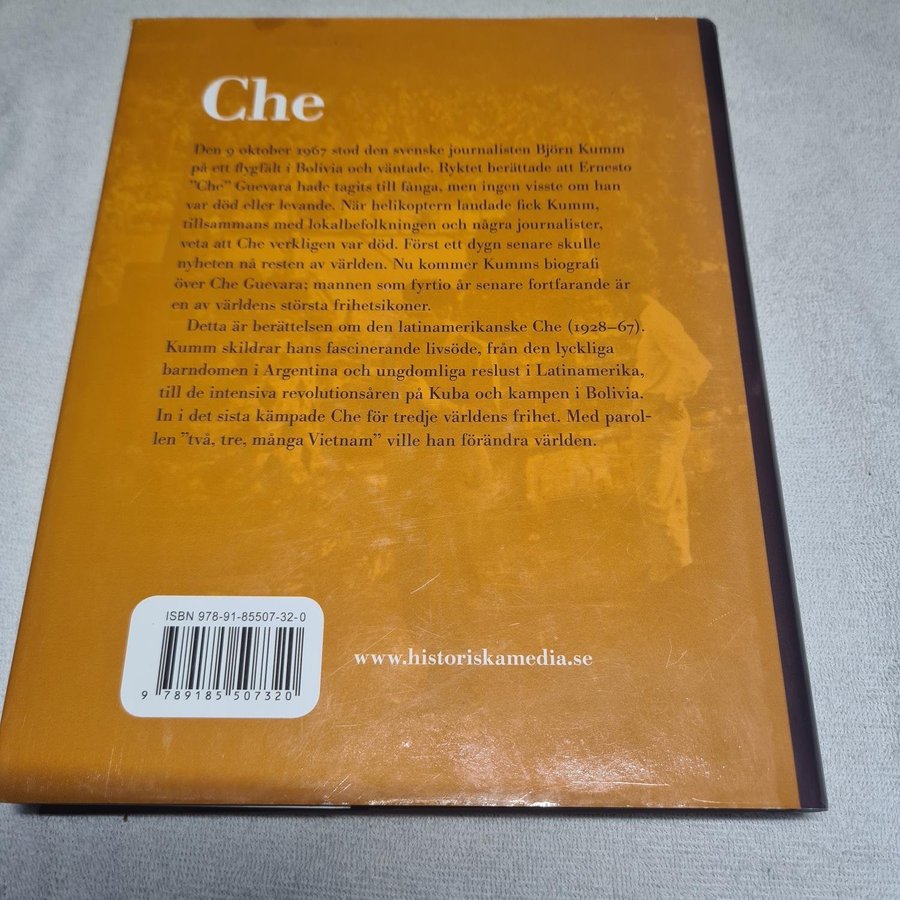 Che
Den 9 oktober 1967 stod den svenske journalisten Björn Kumm
på ett flygfält i Bolivia och väntade. Ryktet berättade att Ernesto
"Che" Guevara hade tagits till fånga, men ingen visste om han
var död eller levande. När helikoptern landade fick Kumm,
tillsammans med lokalbefolkningen och några journalister,
veta att Che verkligen var död. Först ett dygn senare skulle
nyheten nå resten av världen. Nu kommer Kumms biografi
över Che Guevara; mannen som fyrtio år senare fortfarande är
en av världens största frihetsikoner.
Detta är berättelsen om den latinamerikanske Che (1928–67).
Kumm skildrar hans fascinerande livsöde, från den lyckliga
barndomen i Argentina och ungdomliga reslust i Latinamerika,
till de intensiva revolutionsåren på Kuba och kampen i Bolivia.
In i det sista kämpade Che för tredje världens frihet. Med parol-
len "två, tre, många Vietnam" ville han förändra världen.
ISBN 978-91-85507-32-0
9 789185 507320
www.historiskamedia.se